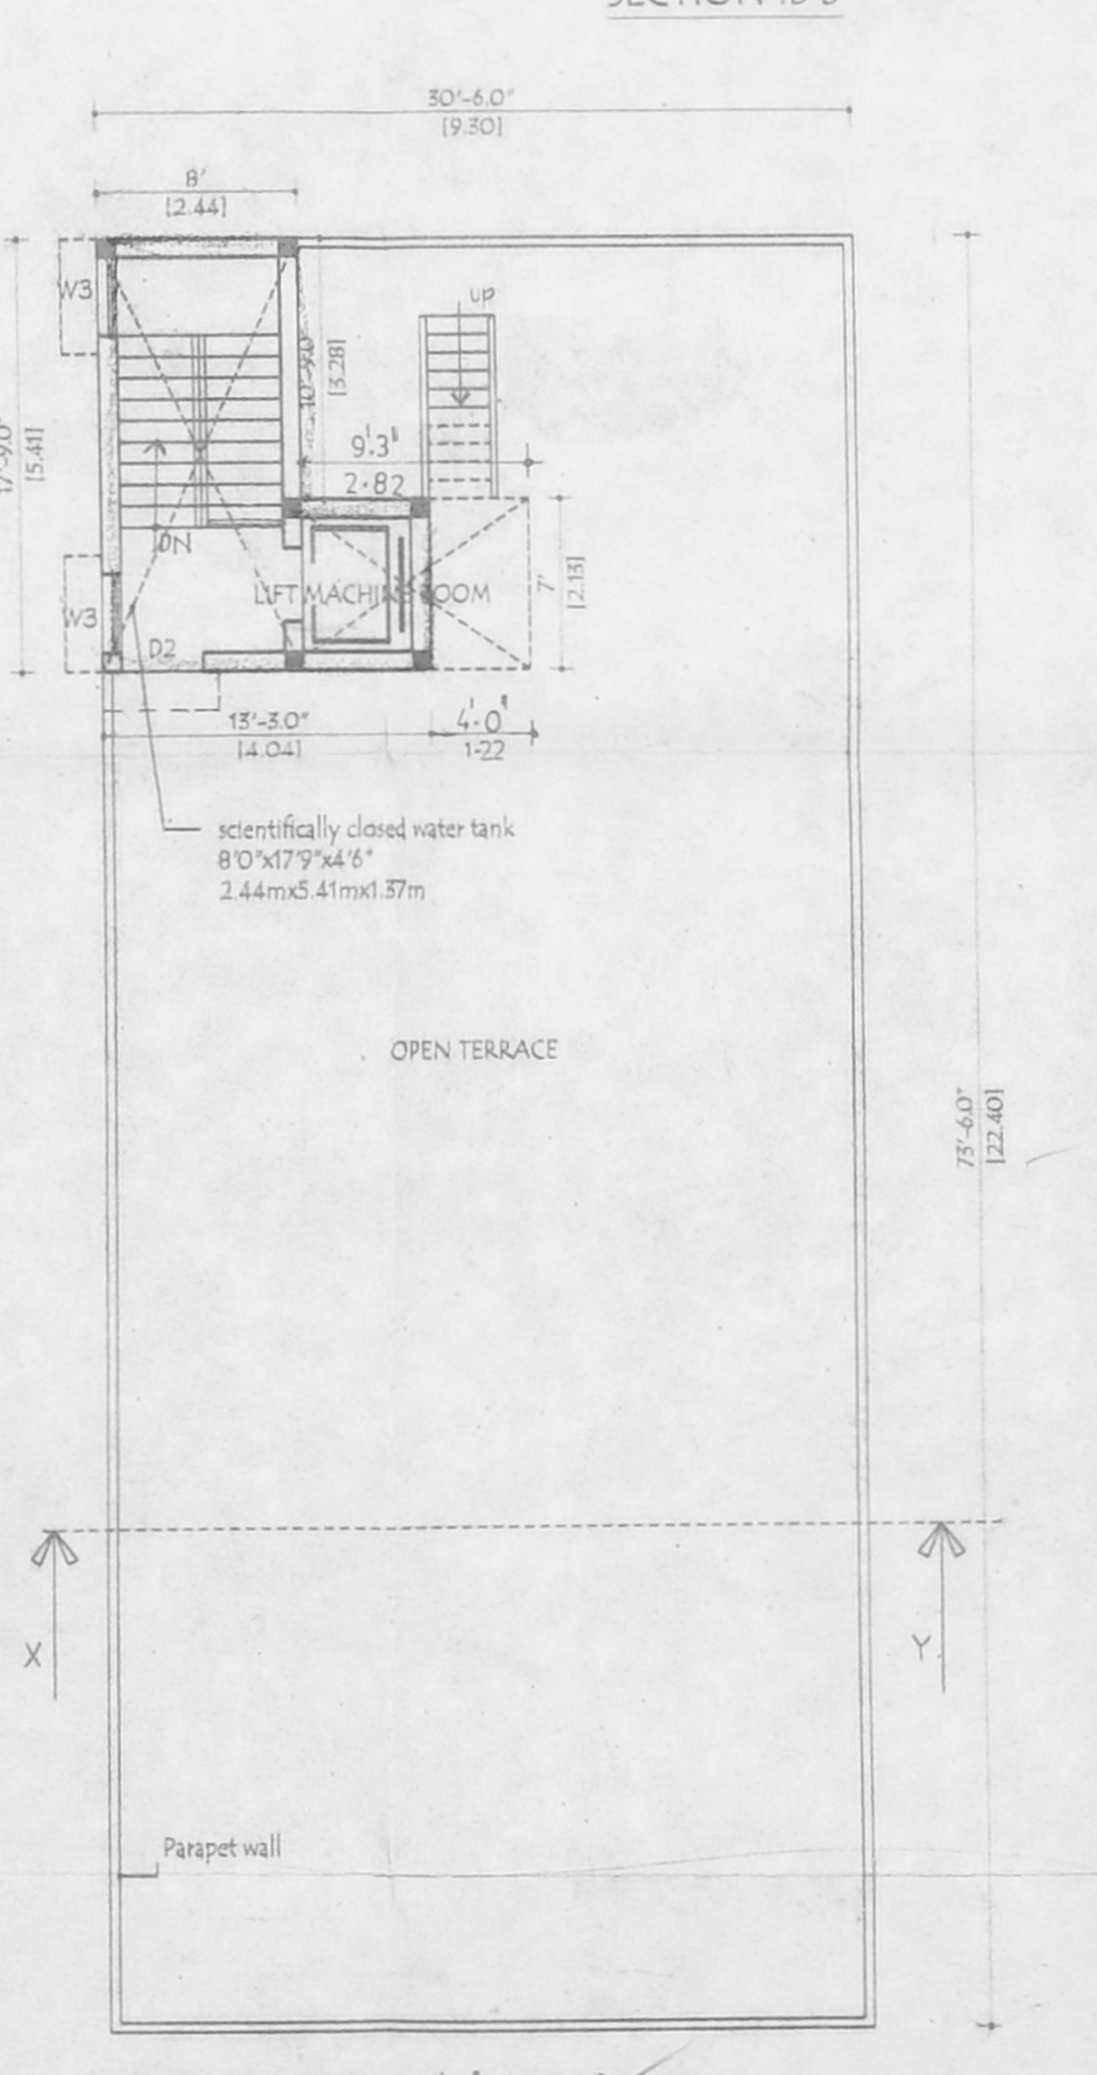 30'-6.0"
[9.30]
8'
[2.44]
W3
up
10'-9.0"
[3.28]
17'-9.0"
[5.41]
9'.3"
2.82
DN
LIFT MACHINE ROOM
7'
[2.13]
W3
D2
13'-3.0"
[4.04]
4'.0"
1-22
scientifically closed water tank
8'0"x17'9"x4'6"
2.44mx5.41mx1.37m
OPEN TERRACE
73'-6.0"
[22.40]
X
Y
Parapet wall